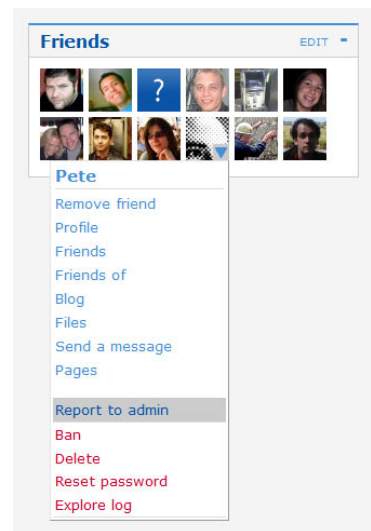 Friends EDIT -
?
Pete
Remove friend
Profile
Friends
Friends of
Blog
Files
Send a message
Pages
Report to admin
Ban
Delete
Reset password
Explore log